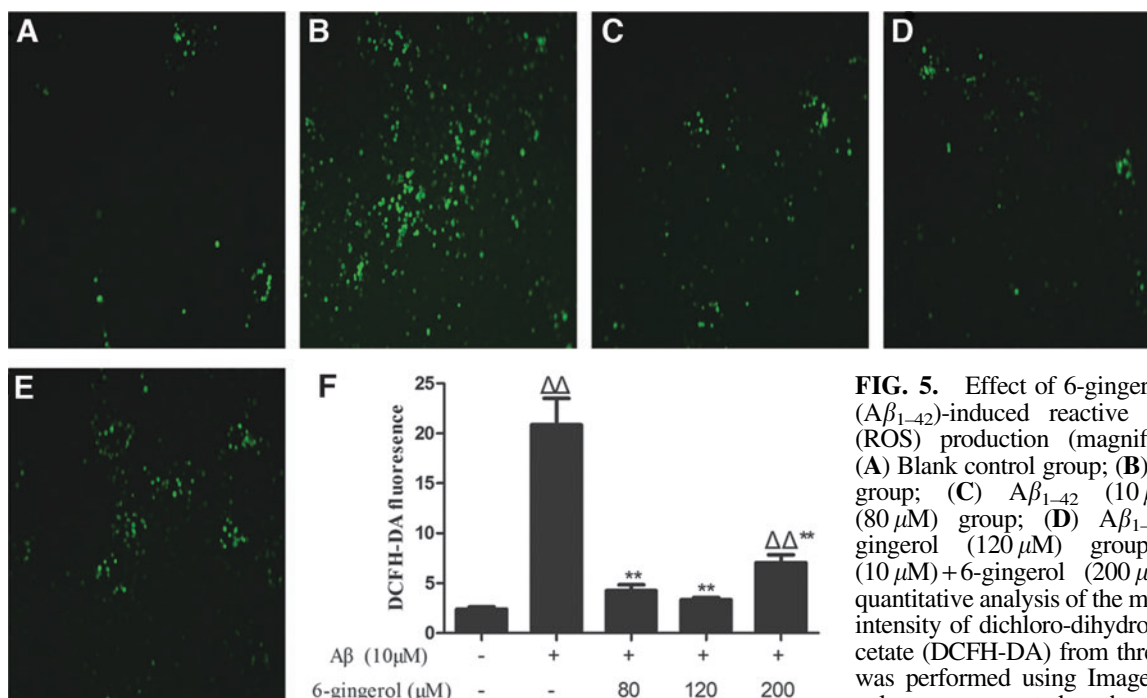 A
B
C
D
E
F
25
20
15
10
5
0
DCFH-DA fluoresence
ΔΔ
**
**
ΔΔ**
Aβ (10μM) - + + + +
6-gingerol (μM) - - 80 120 200
FIG. 5. Effect of 6-ginger
(Aβ1–42)-induced reactive
(ROS) production (magnif
(A) Blank control group; (B)
group; (C) Aβ1–42 (10
(80 μM) group; (D) Aβ1–
gingerol (120 μM) group
(10 μM)+6-gingerol (200 μ
quantitative analysis of the m
intensity of dichloro-dihydro
cetate (DCFH-DA) from thre
was performed using Image